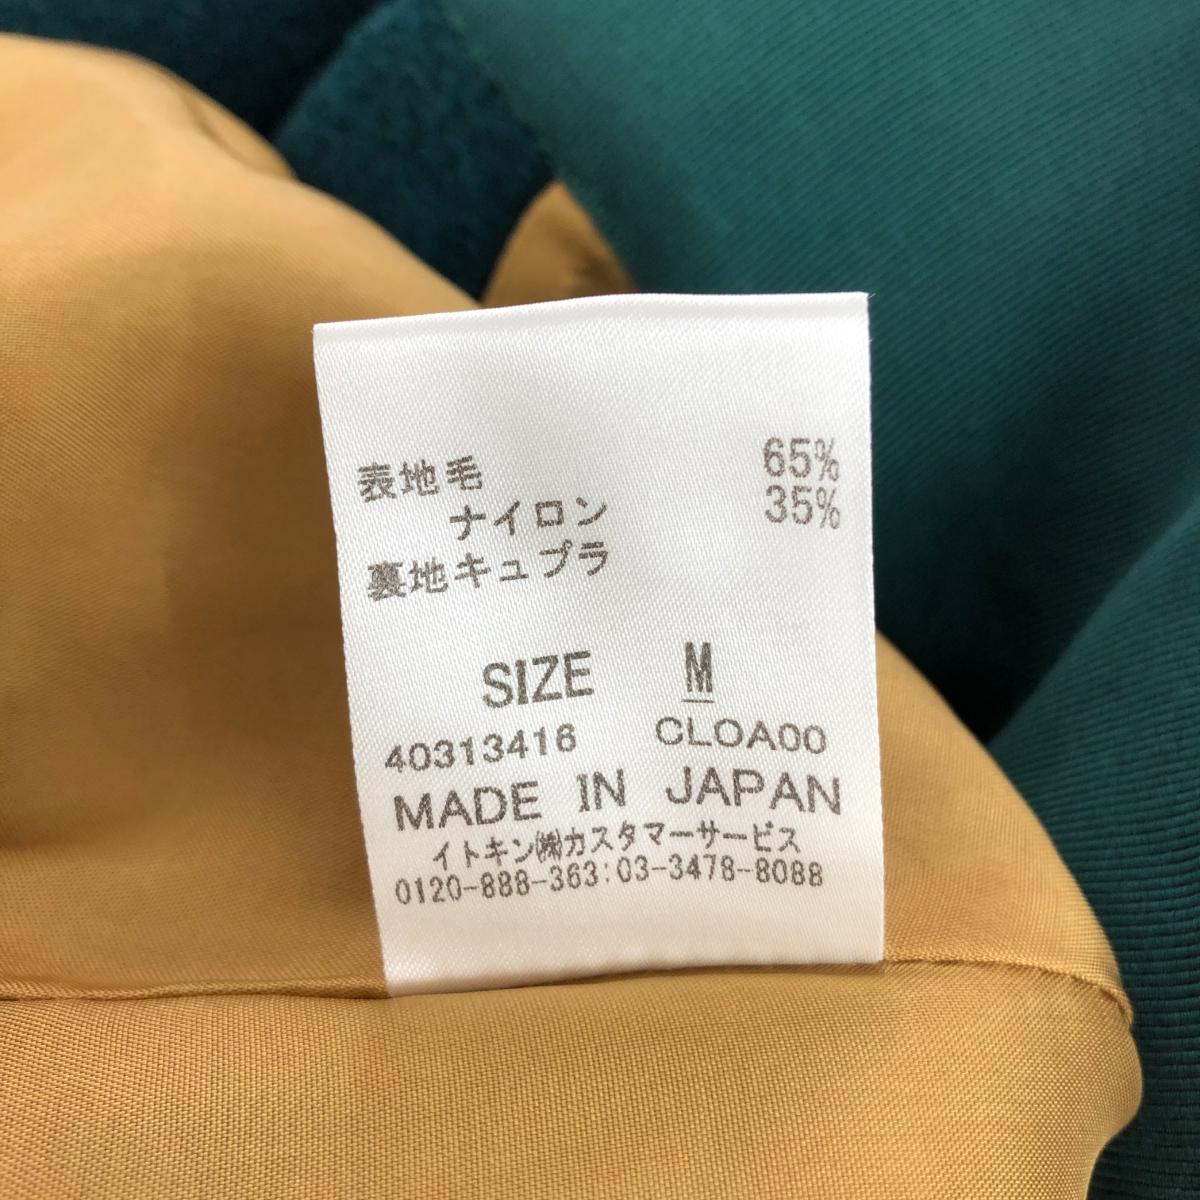 表地毛 65%
ナイロン 35%
裏地キュプラ
SIZE M
40313416 CLOA00
MADE IN JAPAN
イトキン㈱カスタマーサービス
0120-888-363:03-3478-8088